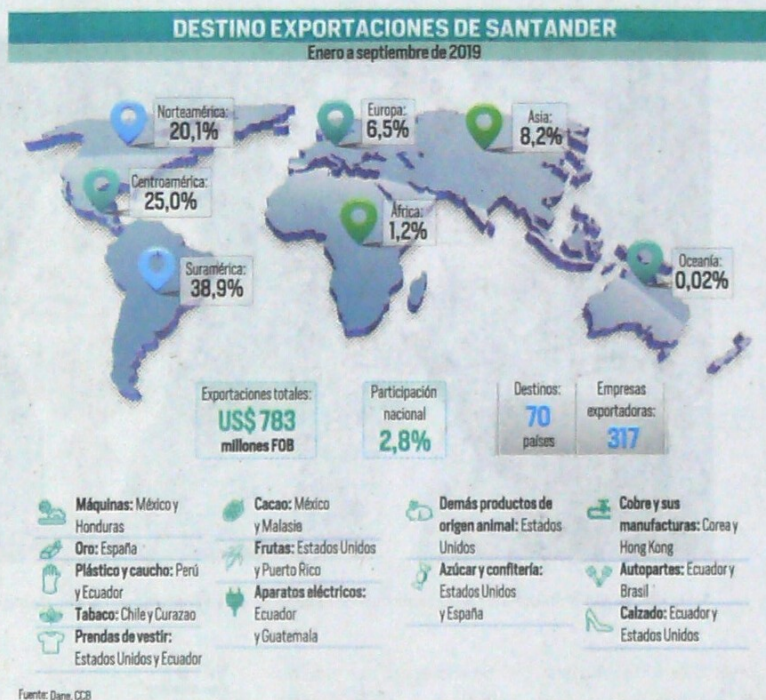 DESTINO EXPORTACIONES DE SANTANDER
Enero a septiembre de 2019
Norteamérica:
20,1%
Europa:
6,5%
Asia:
8,2%
Centroamérica:
25,0%
África:
1,2%
Suramérica:
38,9%
Oceanía:
0,02%
Exportaciones totales:
US$ 783
millones FOB
Participación
nacional
2,8%
Destinos:
70
países
Empresas
exportadoras:
317
Máquinas: México y
Honduras
Oro: España
Plástico y caucho: Perú
y Ecuador
Tabaco: Chile y Curazao
Prendas de vestir:
Estados Unidos y Ecuador
Cacao: México
y Malasia
Frutas: Estados Unidos
y Puerto Rico
Aparatos eléctricos:
Ecuador
y Guatemala
Demás productos de
origen animal: Estados
Unidos
Azúcar y confitería:
Estados Unidos
y España
Cobre y sus
manufacturas: Corea y
Hong Kong
Autopartes: Ecuador y
Brasil
Calzado: Ecuador y
Estados Unidos
Fuente: Dane, CCB